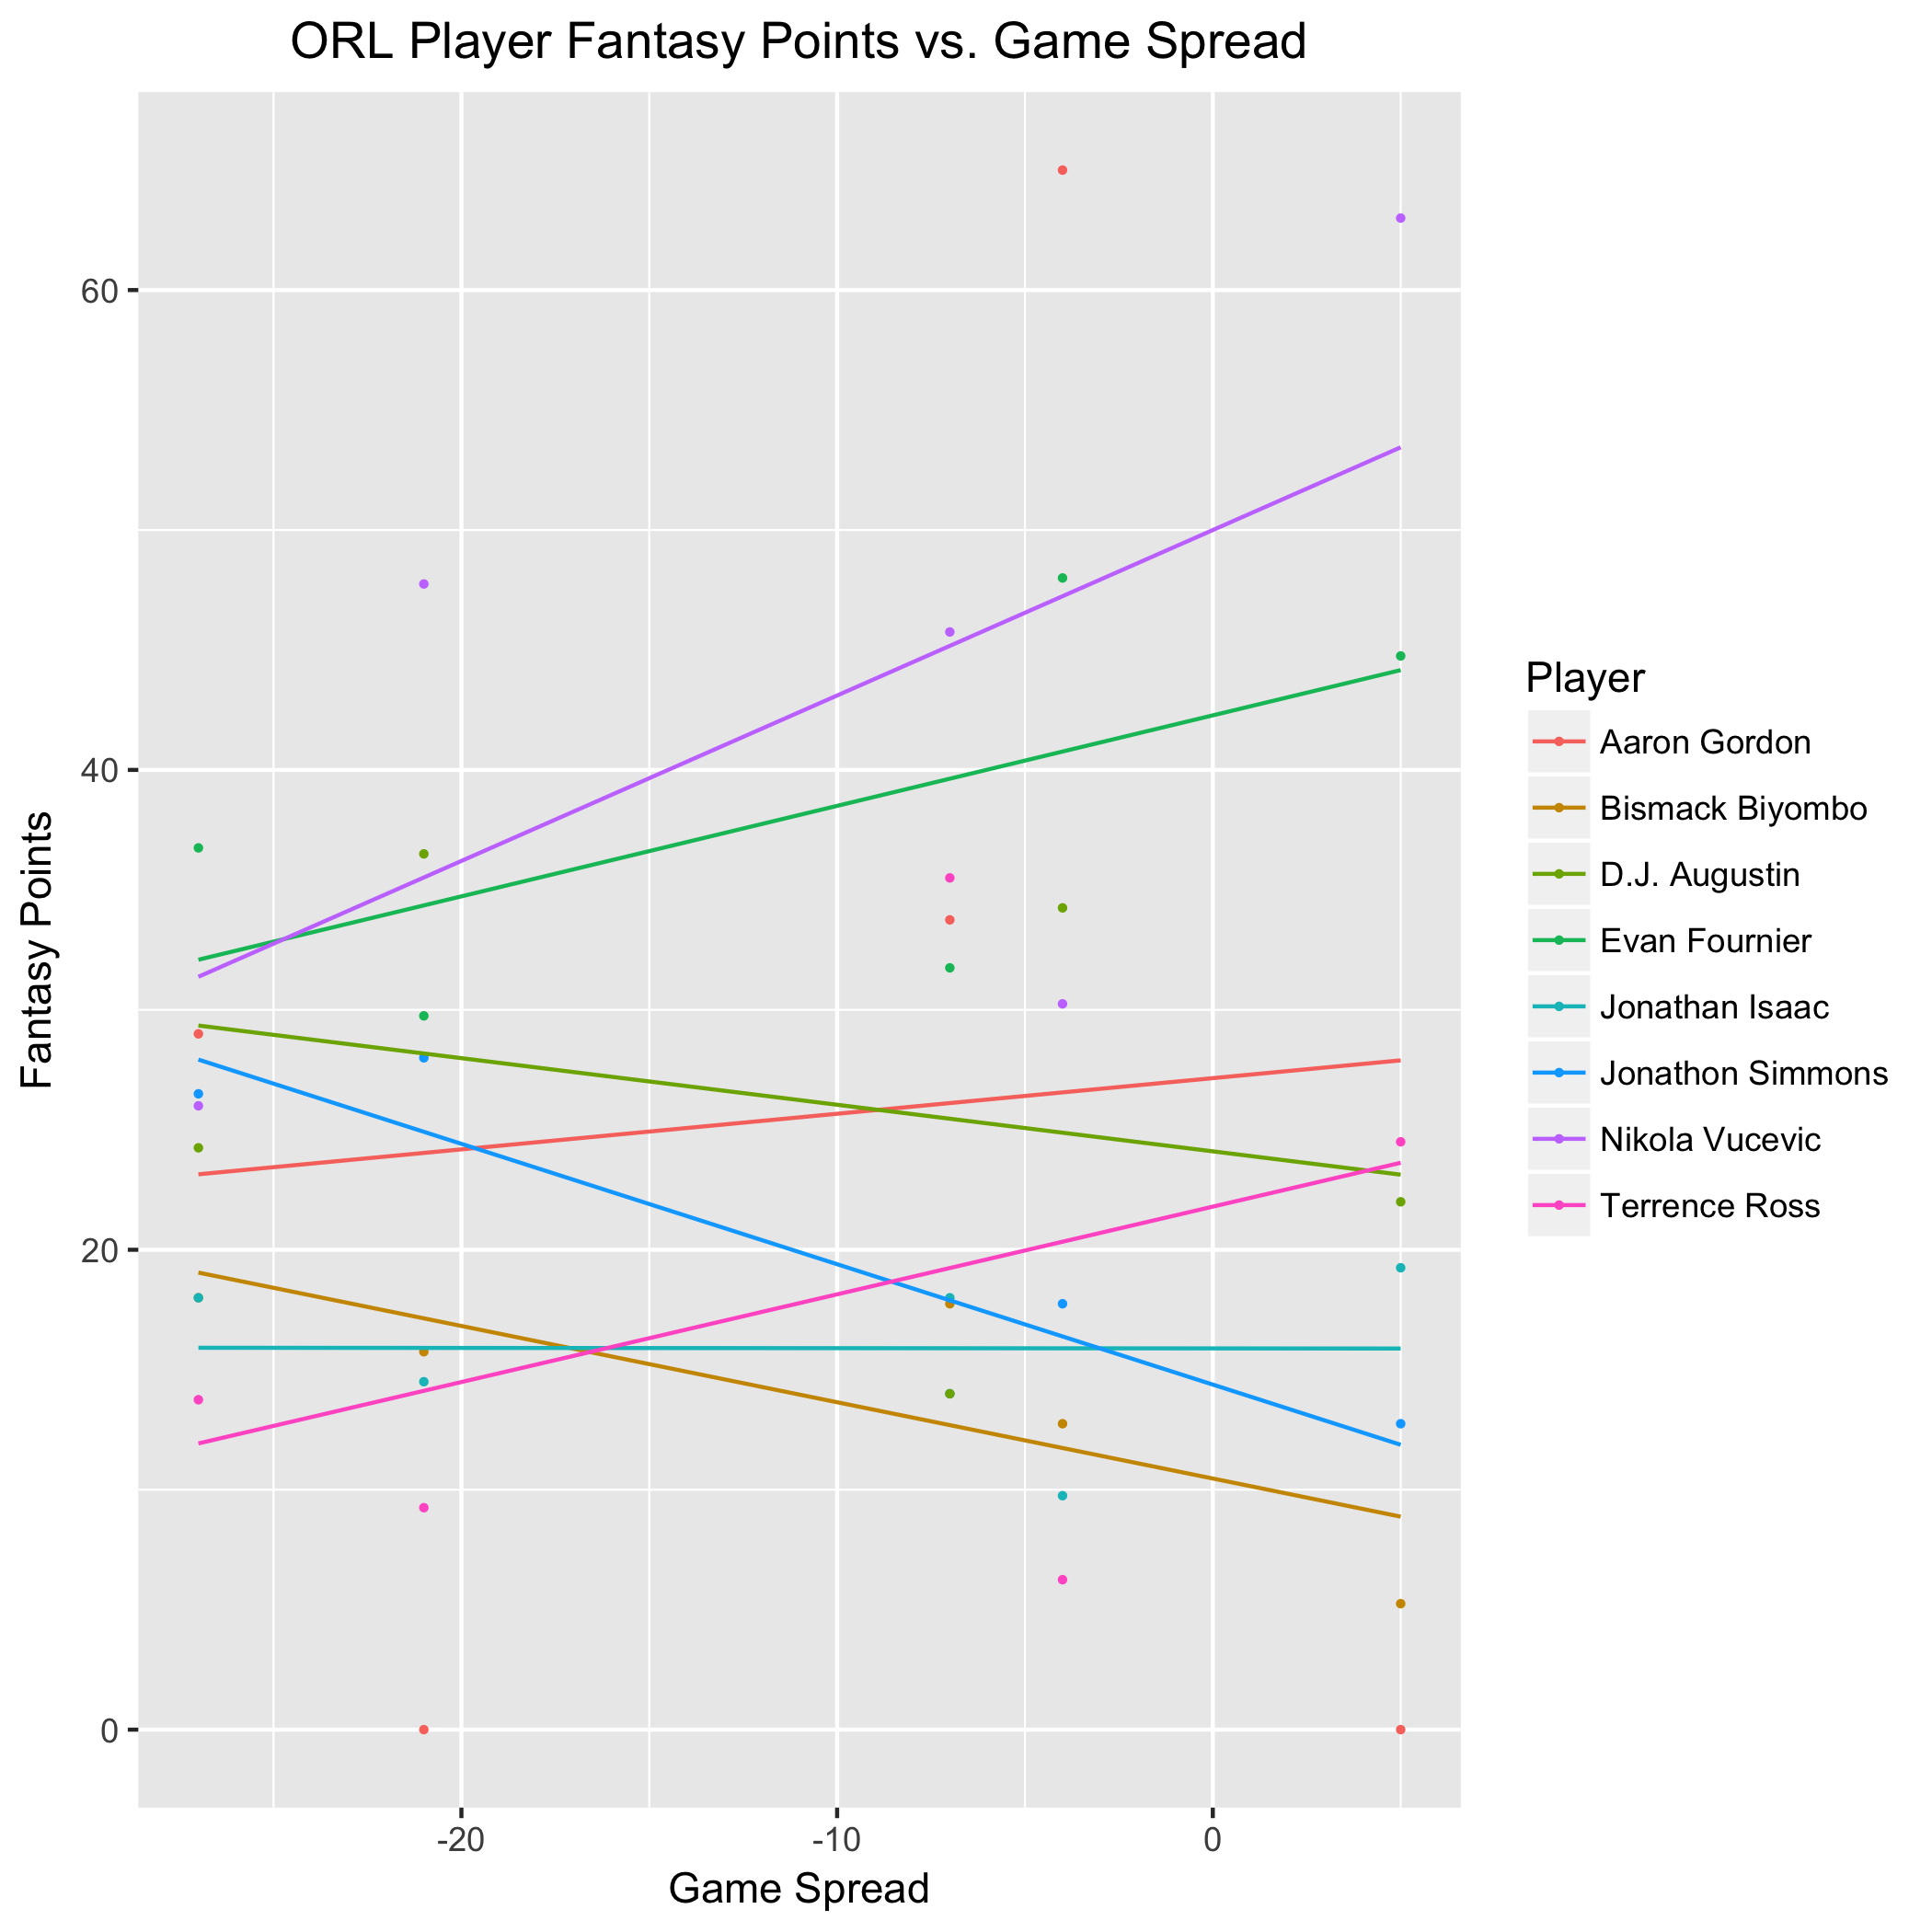 ORL Player Fantasy Points vs. Game Spread
60
40
20
0
Fantasy Points
-20
-10
0
Game Spread
Player
Aaron Gordon
Bismack Biyombo
D.J. Augustin
Evan Fournier
Jonathan Isaac
Jonathon Simmons
Nikola Vucevic
Terrence Ross